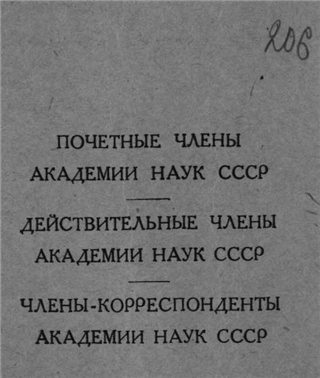 206
ПОЧЕТНЫЕ ЧЛЕНЫ
АКАДЕМИИ НАУК СССР
ДЕЙСТВИТЕЛЬНЫЕ ЧЛЕНЫ
АКАДЕМИИ НАУК СССР
ЧЛЕНЫ-КОРРЕСПОНДЕНТЫ
АКАДЕМИИ НАУК СССР